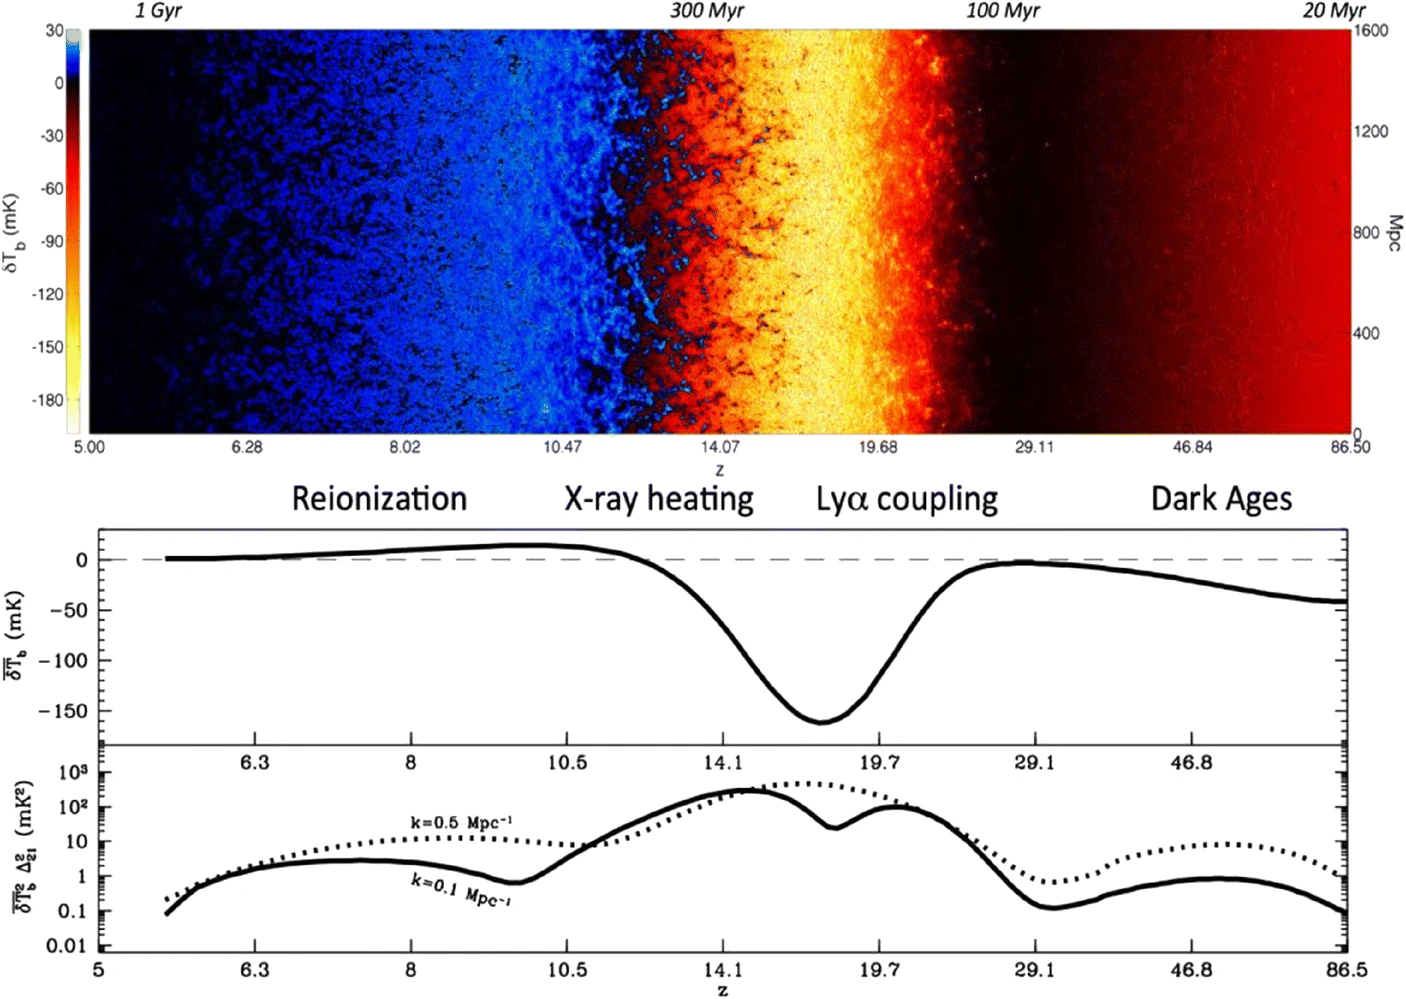 1 Gyr 300 Myr 100 Myr 20 Myr
30
0
-30
-60
-90
-120
-150
-180
δT_b (mK)
1600
1200
800
400
0
Mpc
5.00 6.28 8.02 10.47 14.07 19.68 29.11 46.84 86.50
z
Reionization X-ray heating Lyα coupling Dark Ages
0
−50
−100
−150
δT_b (mK)
6.3 8 10.5 14.1 19.7 29.1 46.8
10³
10²
10
1
0.1
0.01
δT_b² Δ²₂₁ (mK²)
k=0.5 Mpc⁻¹
k=0.1 Mpc⁻¹
5 6.3 8 10.5 14.1 19.7 29.1 46.8 86.5
z